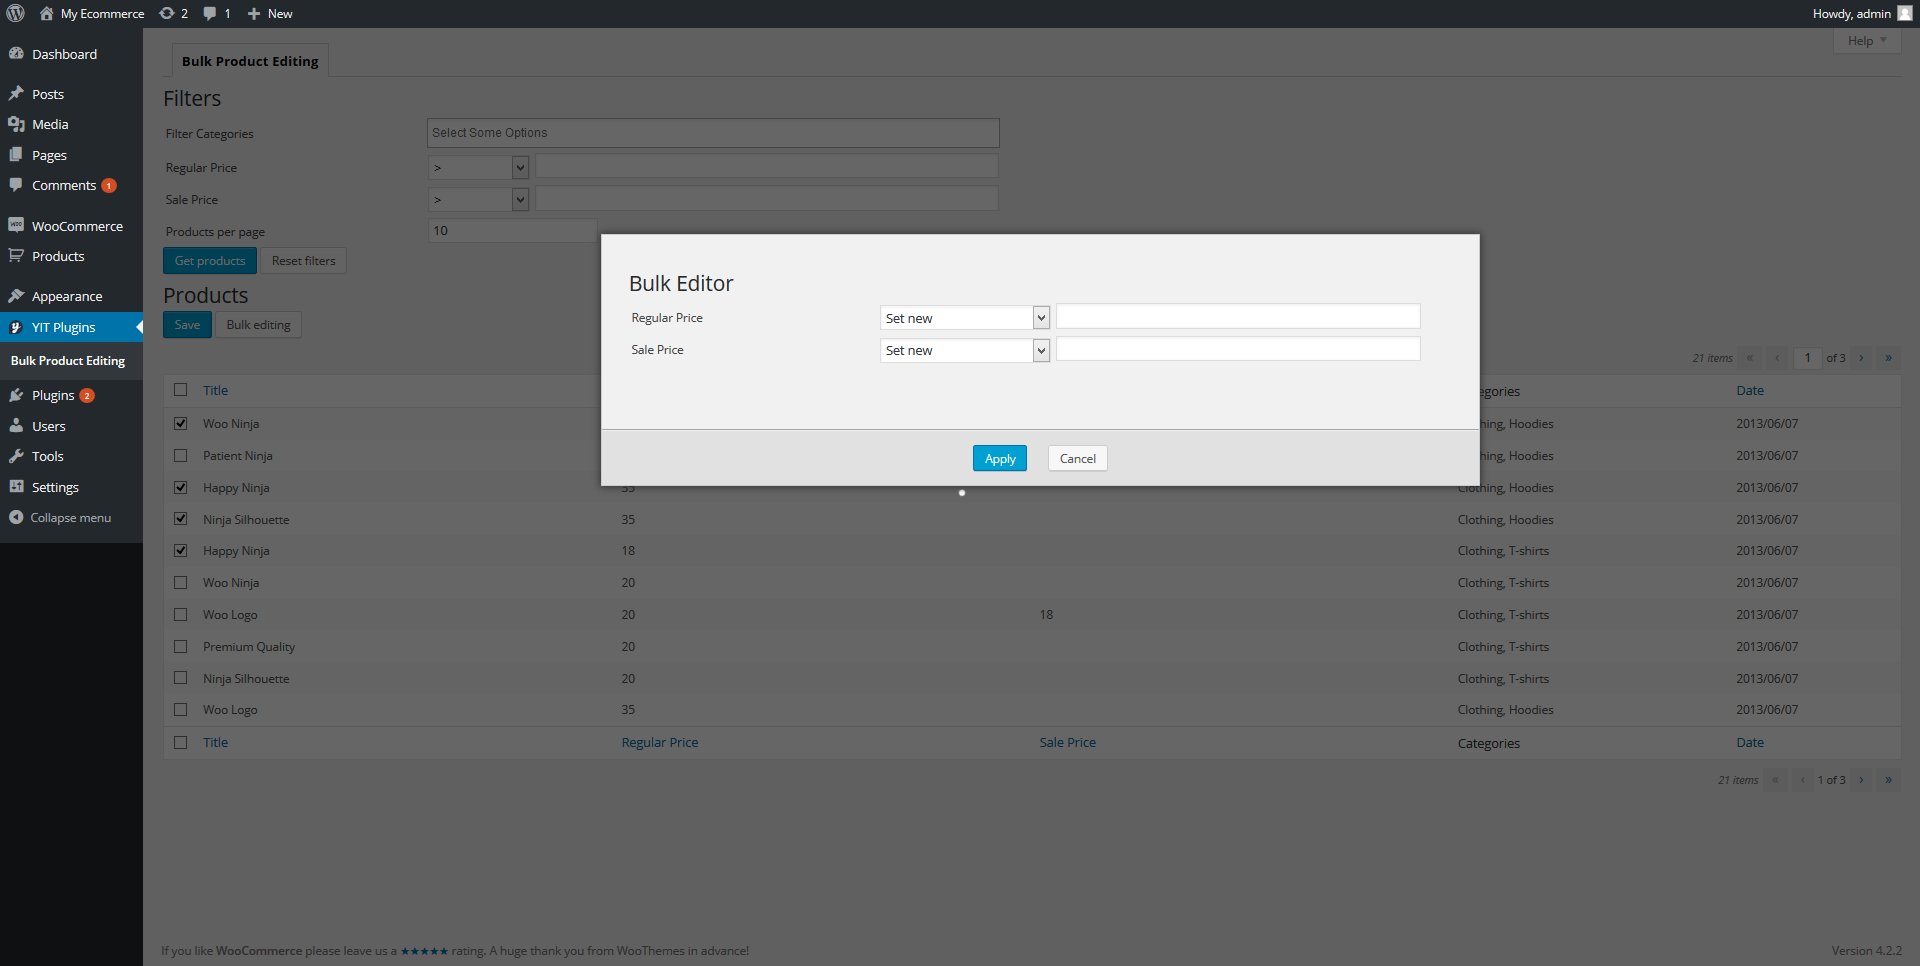 My Ecommerce 2 1 New Howdy, admin
Help
Dashboard
Posts
Media
Pages
Comments 1
WooCommerce
Products
Appearance
YIT Plugins
Bulk Product Editing
Plugins 2
Users
Tools
Settings
Collapse menu
Bulk Product Editing
Filters
Filter Categories Select Some Options
Regular Price >
Sale Price >
Products per page 10
Get products Reset filters
Products
Save Bulk editing
Bulk Editor
Regular Price Set new
Sale Price Set new
Apply Cancel
21 items « ‹ 1 of 3 › »
Title egories Date
Woo Ninja hing, Hoodies 2013/06/07
Patient Ninja hing, Hoodies 2013/06/07
Happy Ninja 35 Clothing, Hoodies 2013/06/07
Ninja Silhouette 35 Clothing, Hoodies 2013/06/07
Happy Ninja 18 Clothing, T-shirts 2013/06/07
Woo Ninja 20 Clothing, T-shirts 2013/06/07
Woo Logo 20 18 Clothing, T-shirts 2013/06/07
Premium Quality 20 Clothing, T-shirts 2013/06/07
Ninja Silhouette 20 Clothing, T-shirts 2013/06/07
Woo Logo 35 Clothing, Hoodies 2013/06/07
Title Regular Price Sale Price Categories Date
21 items « ‹ 1 of 3 › »
If you like WooCommerce please leave us a ★★★★★ rating. A huge thank you from WooThemes in advance!
Version 4.2.2